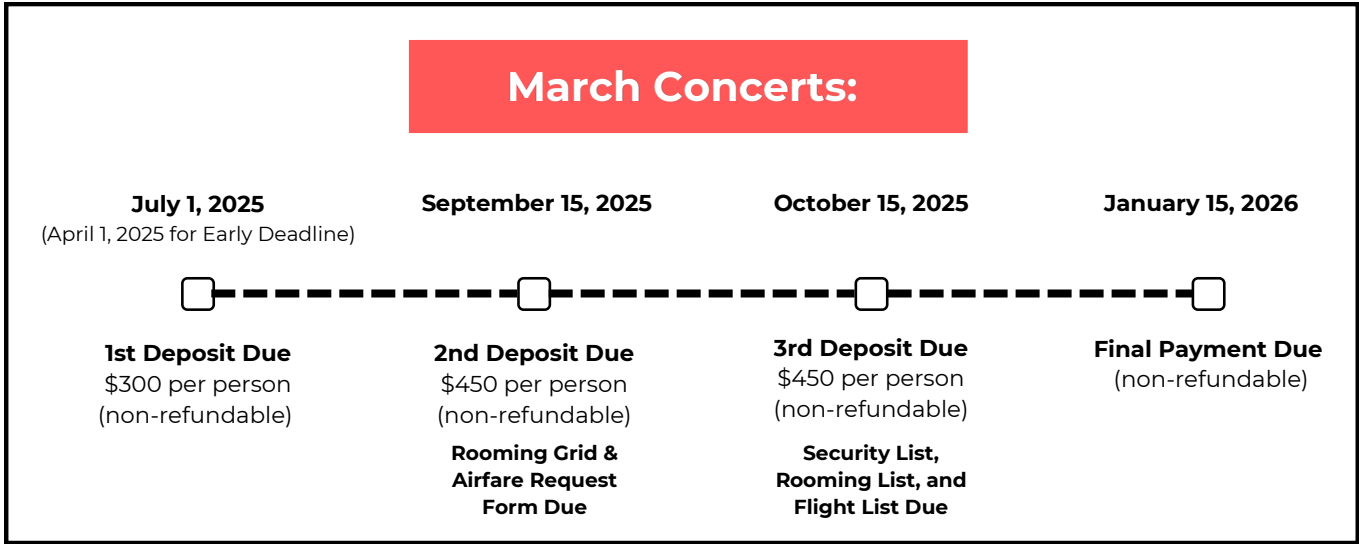 March Concerts:
July 1, 2025
(April 1, 2025 for Early Deadline)
September 15, 2025
October 15, 2025
January 15, 2026
1st Deposit Due
$300 per person
(non-refundable)
2nd Deposit Due
$450 per person
(non-refundable)
Rooming Grid &
Airfare Request
Form Due
3rd Deposit Due
$450 per person
(non-refundable)
Security List,
Rooming List, and
Flight List Due
Final Payment Due
(non-refundable)